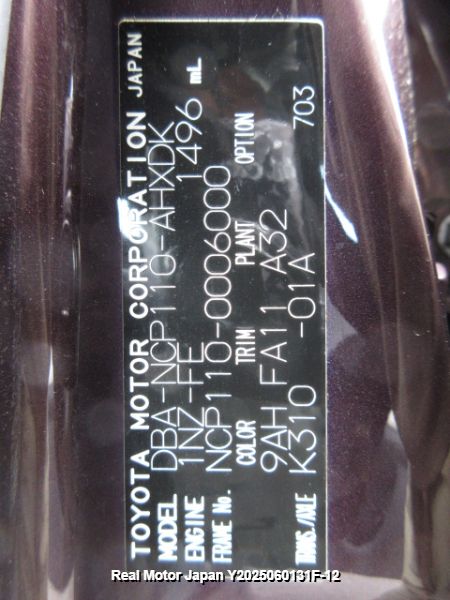 TOYOTA MOTOR CORPORATION JAPAN
MODEL DBA-NCP110-AHXDK
ENGINE 1NZ-FE 1496 mL
FRAME No. NCP110-0006000
COLOR TRIM PLANT OPTION
9AH FA11 A32
TRANS./AXLE K310 -01A 703
Real Motor Japan Y2025060131F-12